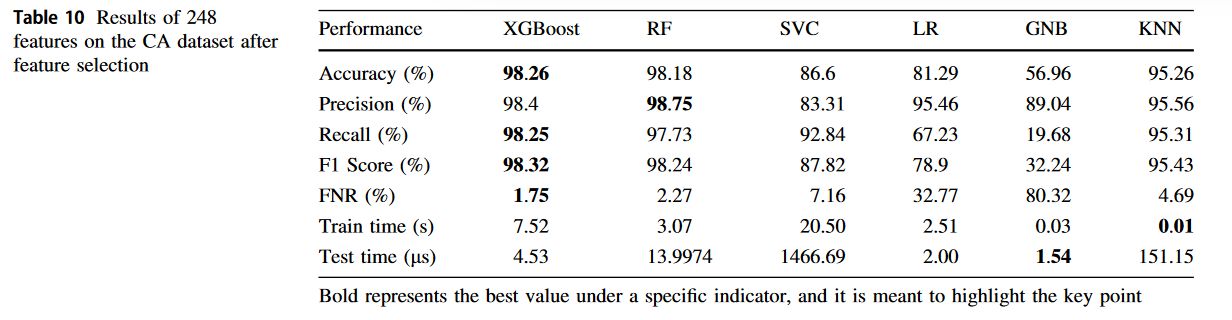 Table 10 Results of 248
features on the CA dataset after
feature selection
Performance XGBoost RF SVC LR GNB KNN
Accuracy (%) 98.26 98.18 86.6 81.29 56.96 95.26
Precision (%) 98.4 98.75 83.31 95.46 89.04 95.56
Recall (%) 98.25 97.73 92.84 67.23 19.68 95.31
F1 Score (%) 98.32 98.24 87.82 78.9 32.24 95.43
FNR (%) 1.75 2.27 7.16 32.77 80.32 4.69
Train time (s) 7.52 3.07 20.50 2.51 0.03 0.01
Test time (μs) 4.53 13.9974 1466.69 2.00 1.54 151.15
Bold represents the best value under a specific indicator, and it is meant to highlight the key point